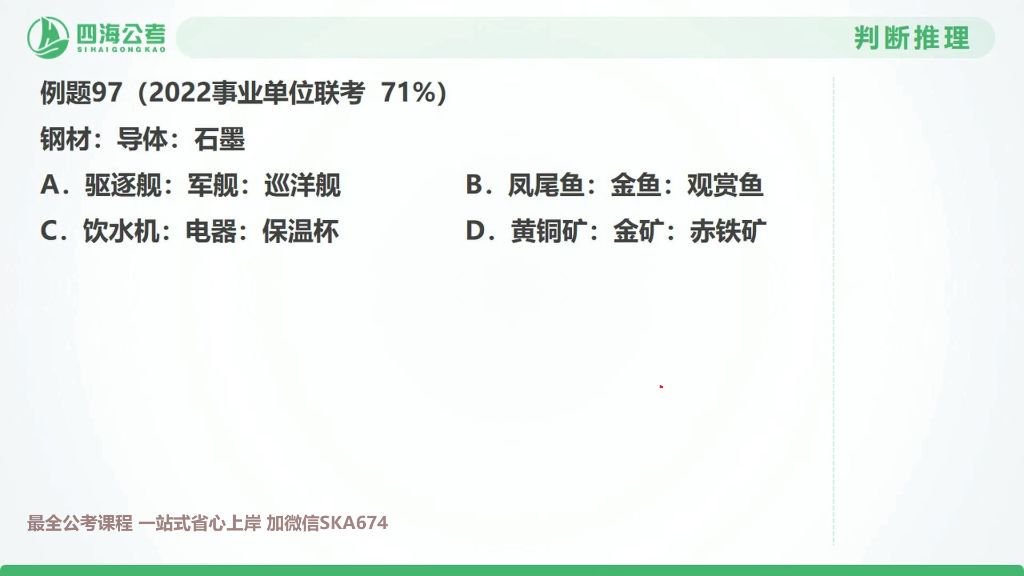 四海公考
SIHAIGONGKAO
判断推理
例题97（2022事业单位联考 71%）
钢材：导体：石墨
A．驱逐舰：军舰：巡洋舰
B．凤尾鱼：金鱼：观赏鱼
C．饮水机：电器：保温杯
D．黄铜矿：金矿：赤铁矿
最全公考课程 一站式省心上岸 加微信SKA674